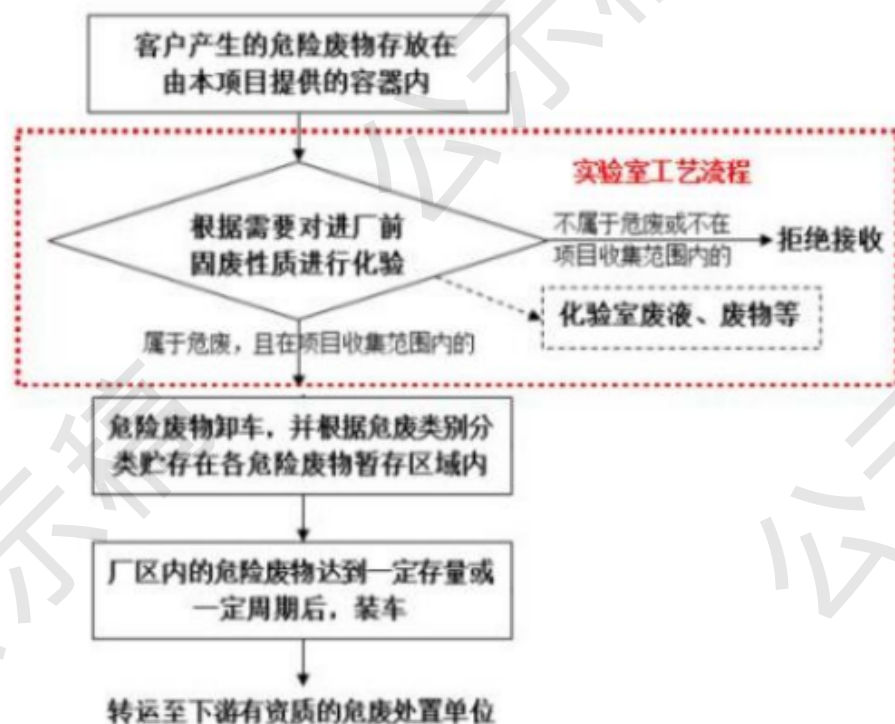 客户产生的危险废物存放在
由本项目提供的容器内
实验室工艺流程
根据需要对进厂前
固废性质进行化验
不属于危废或不在
项目收集范围内的
拒绝接收
化验室废液、废物等
属于危废，且在项目收集范围内的
危险废物卸车，并根据危废类别分
类贮存在各危险废物暂存区域内
厂区内的危险废物达到一定存量或
一定周期后，装车
转运至下游有资质的危废处置单位
公示稿
公示稿
公示